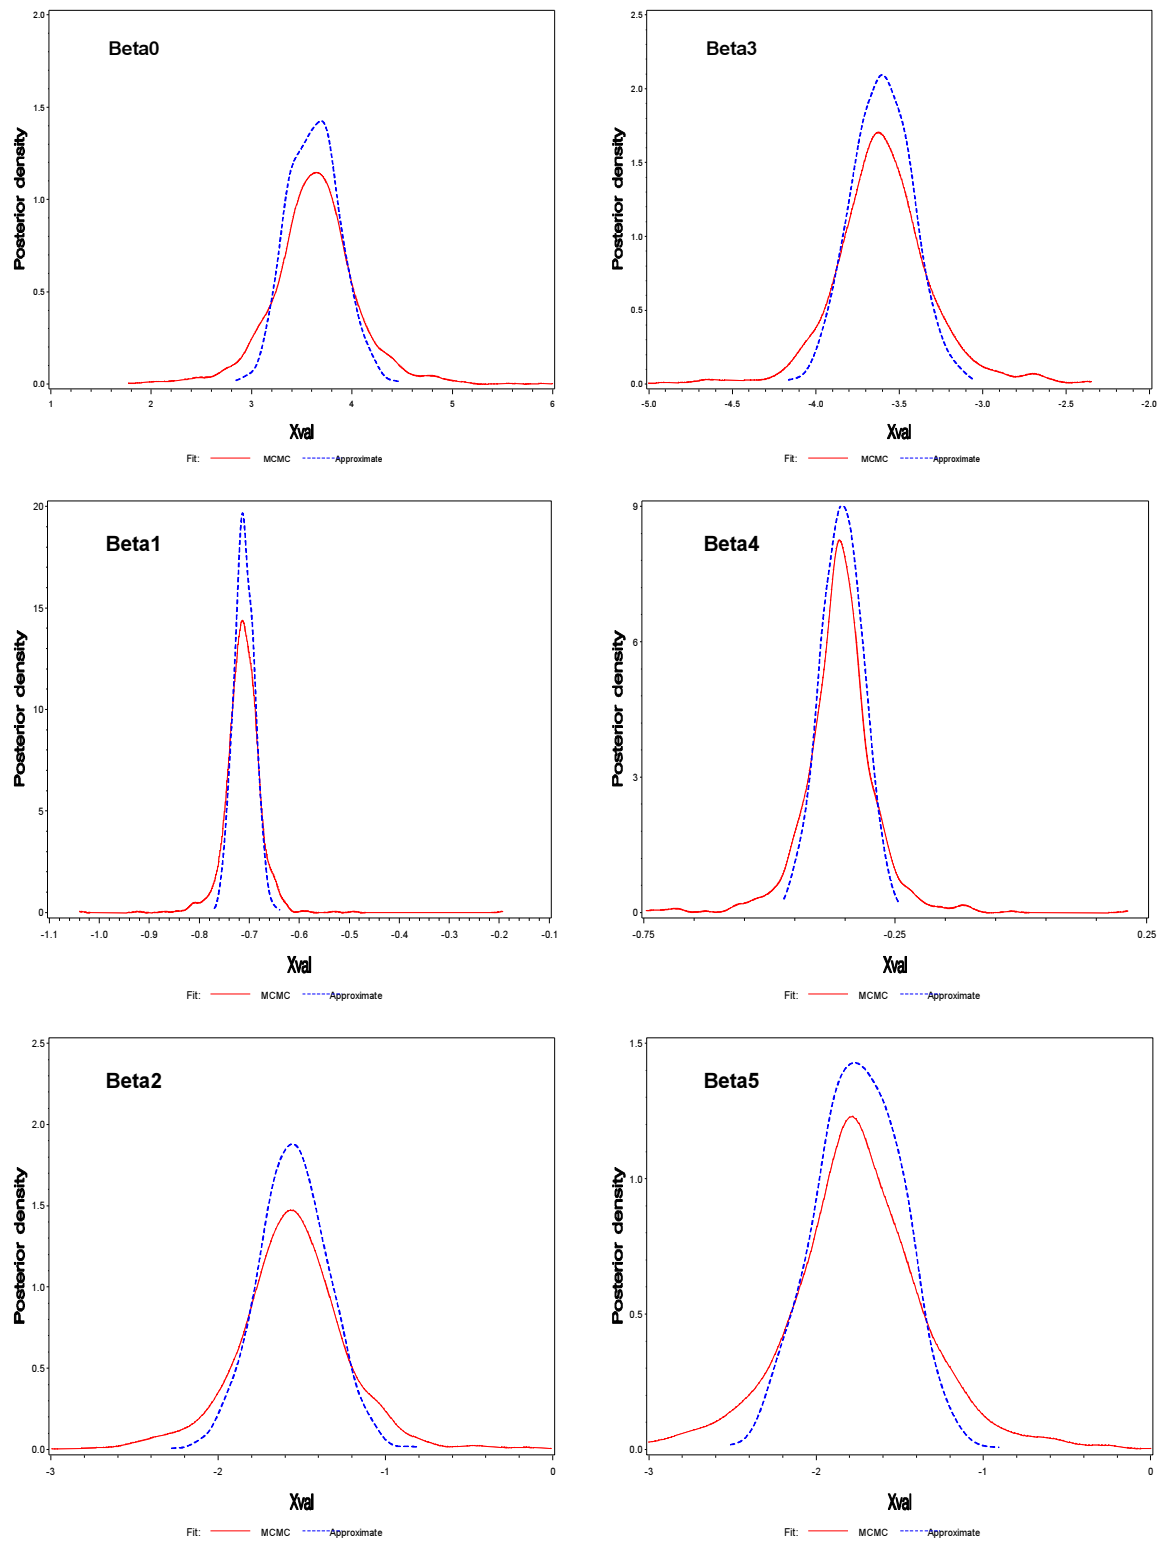 Beta0
Posterior density
2.0
1.5
1.0
0.5
0.0
1 2 3 4 5 6
Xval
Fit: MCMC Approximate
Beta3
Posterior density
2.5
2.0
1.5
1.0
0.5
0.0
-5.0 -4.5 -4.0 -3.5 -3.0 -2.5 -2.0
Xval
Fit: MCMC Approximate
Beta1
Posterior density
20
15
10
5
0
-1.1 -1.0 -0.9 -0.8 -0.7 -0.6 -0.5 -0.4 -0.3 -0.2 -0.1
Xval
Fit: MCMC Approximate
Beta4
Posterior density
9
6
3
0
-0.75 -0.25 0.25
Xval
Fit: MCMC Approximate
Beta2
Posterior density
2.5
2.0
1.5
1.0
0.5
0.0
-3 -2 -1 0
Xval
Fit: MCMC Approximate
Beta5
Posterior density
1.5
1.0
0.5
0.0
-3 -2 -1 0
Xval
Fit: MCMC Approximate